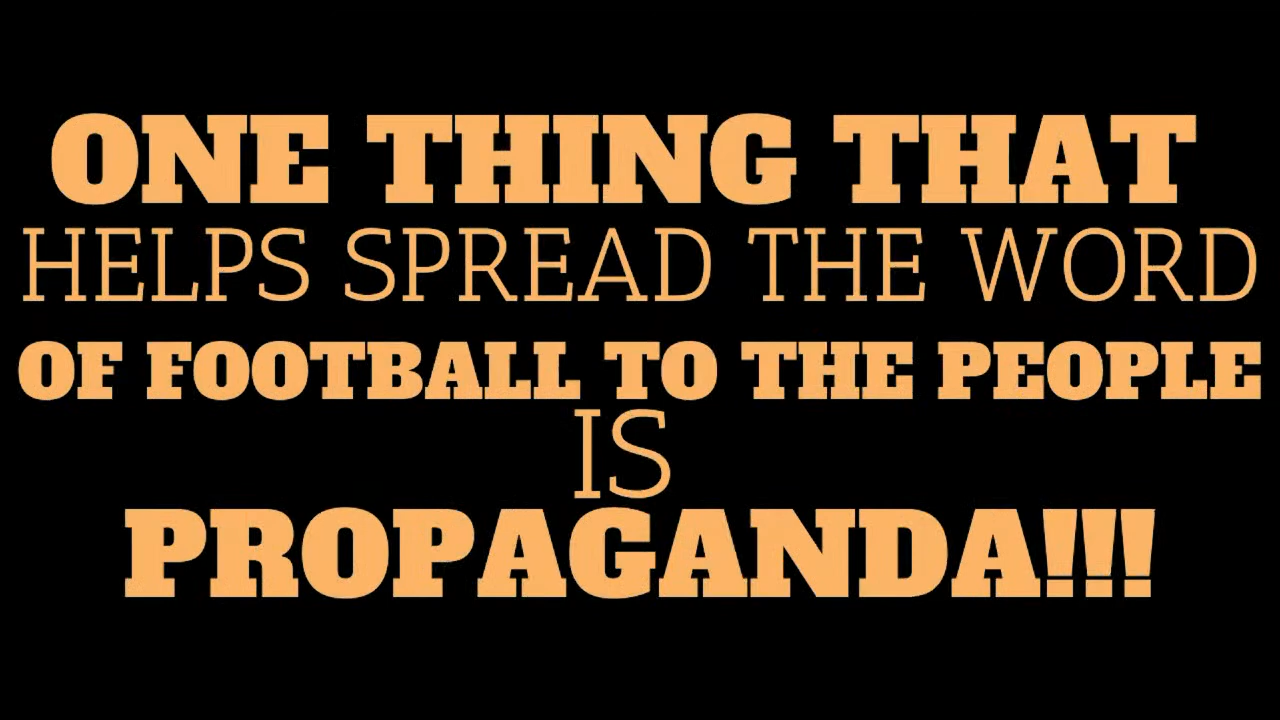 ONE THING THAT
HELPS SPREAD THE WORD
OF FOOTBALL TO THE PEOPLE
IS
PROPAGANDA!!!